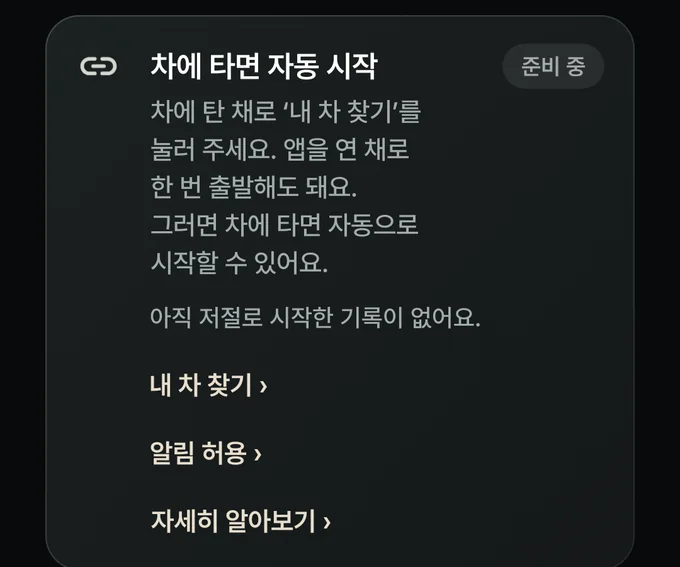 차에 타면 자동 시작
준비 중
차에 탄 채로 ‘내 차 찾기’를
눌러 주세요. 앱을 연 채로
한 번 출발해도 돼요.
그러면 차에 타면 자동으로
시작할 수 있어요.
아직 저절로 시작한 기록이 없어요.
내 차 찾기 ›
알림 허용 ›
자세히 알아보기 ›